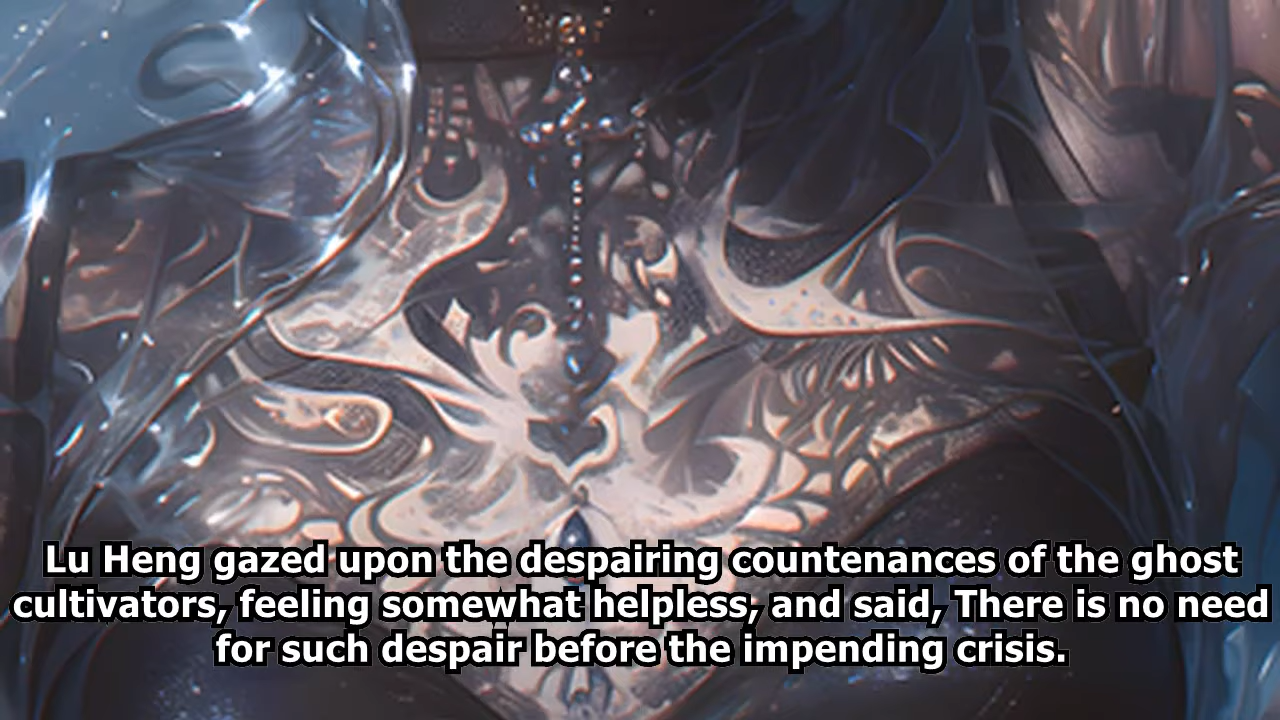 Lu Heng gazed upon the despairing countenances of the ghost
cultivators, feeling somewhat helpless, and said, There is no need
for such despair before the impending crisis.